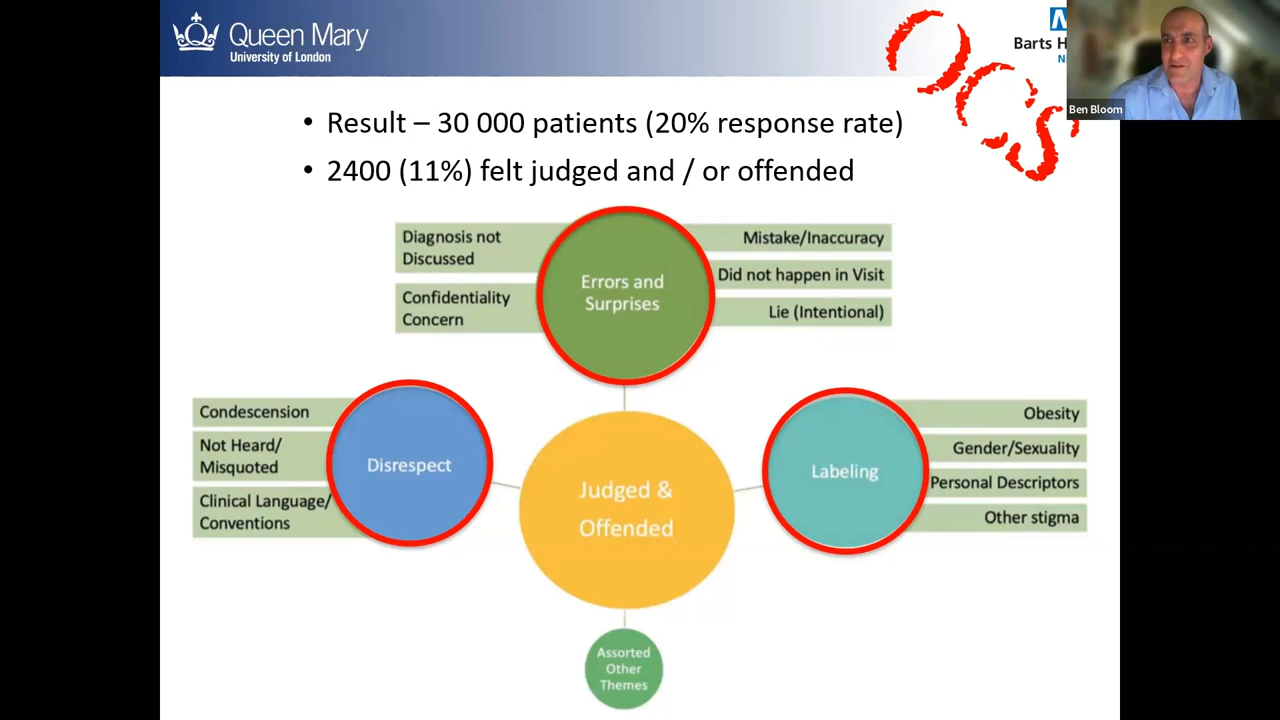 Queen Mary
University of London
Barts H
Ben Bloom
OCS
• Result – 30 000 patients (20% response rate)
• 2400 (11%) felt judged and / or offended
Diagnosis not
Discussed
Confidentiality
Concern
Errors and
Surprises
Mistake/Inaccuracy
Did not happen in Visit
Lie (Intentional)
Condescension
Not Heard/
Misquoted
Clinical Language/
Conventions
Disrespect
Judged &
Offended
Labeling
Obesity
Gender/Sexuality
Personal Descriptors
Other stigma
Assorted
Other
Themes